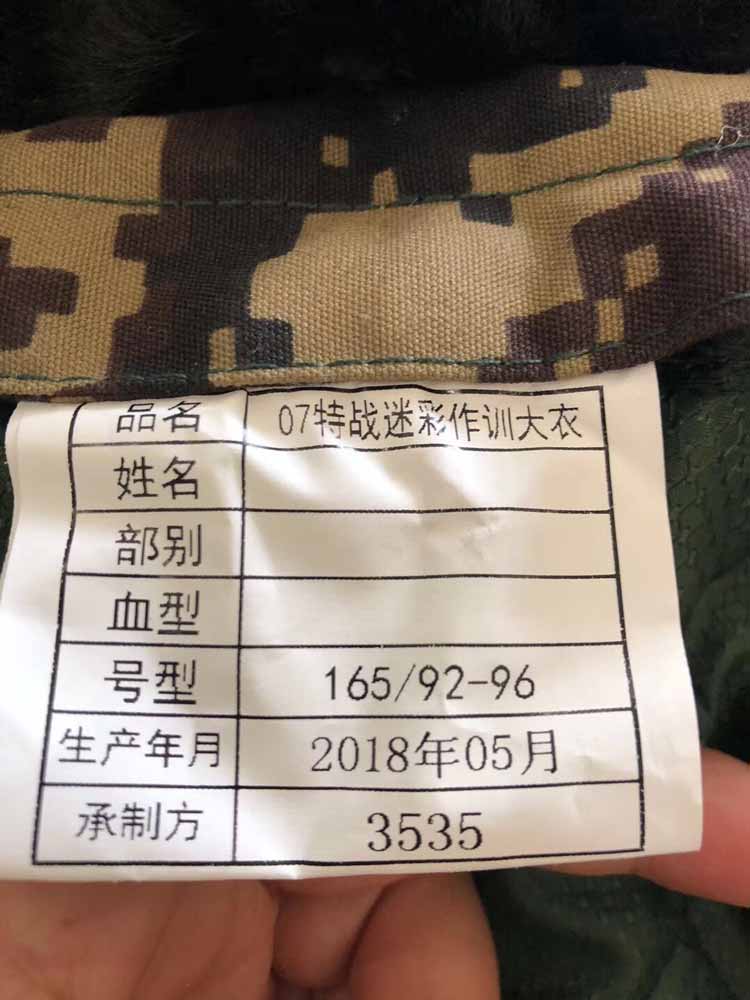 品名 07特战迷彩作训大衣
姓名
部别
血型
号型 165/92-96
生产年月 2018年05月
承制方 3535